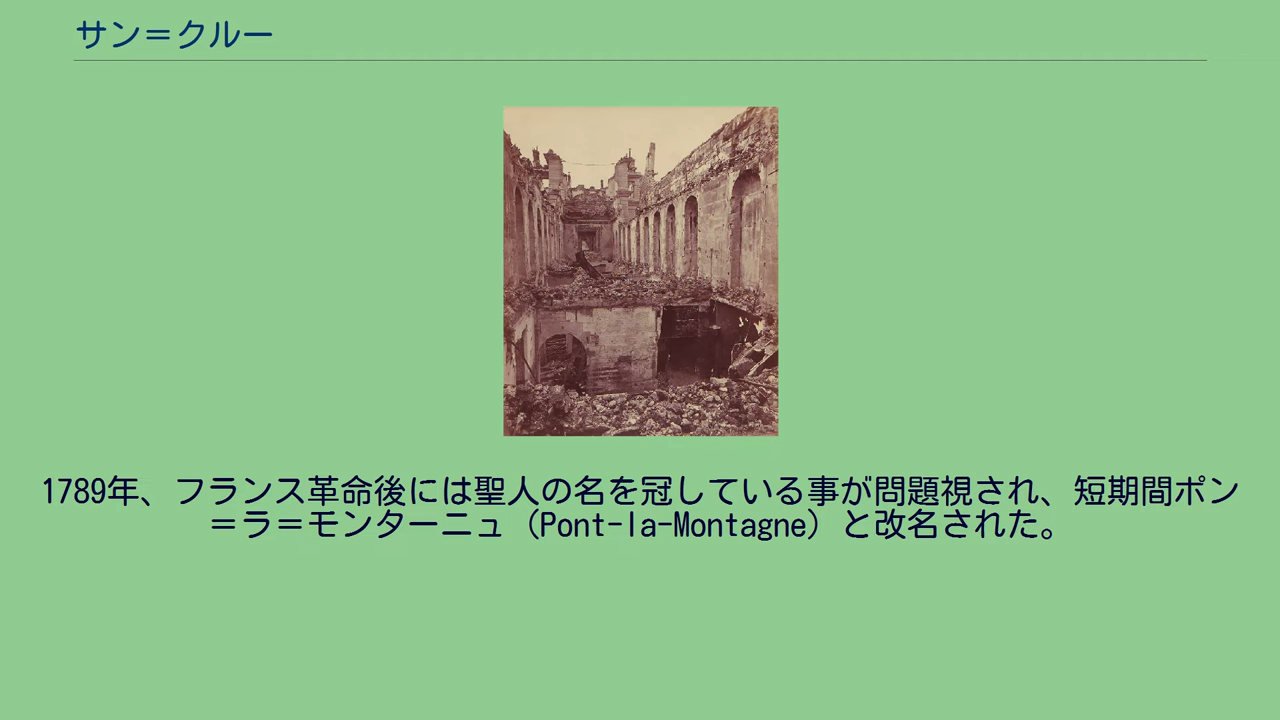 サン＝クルー
1789年、フランス革命後には聖人の名を冠している事が問題視され、短期間ポン
＝ラ＝モンターニュ（Pont-la-Montagne）と改名された。